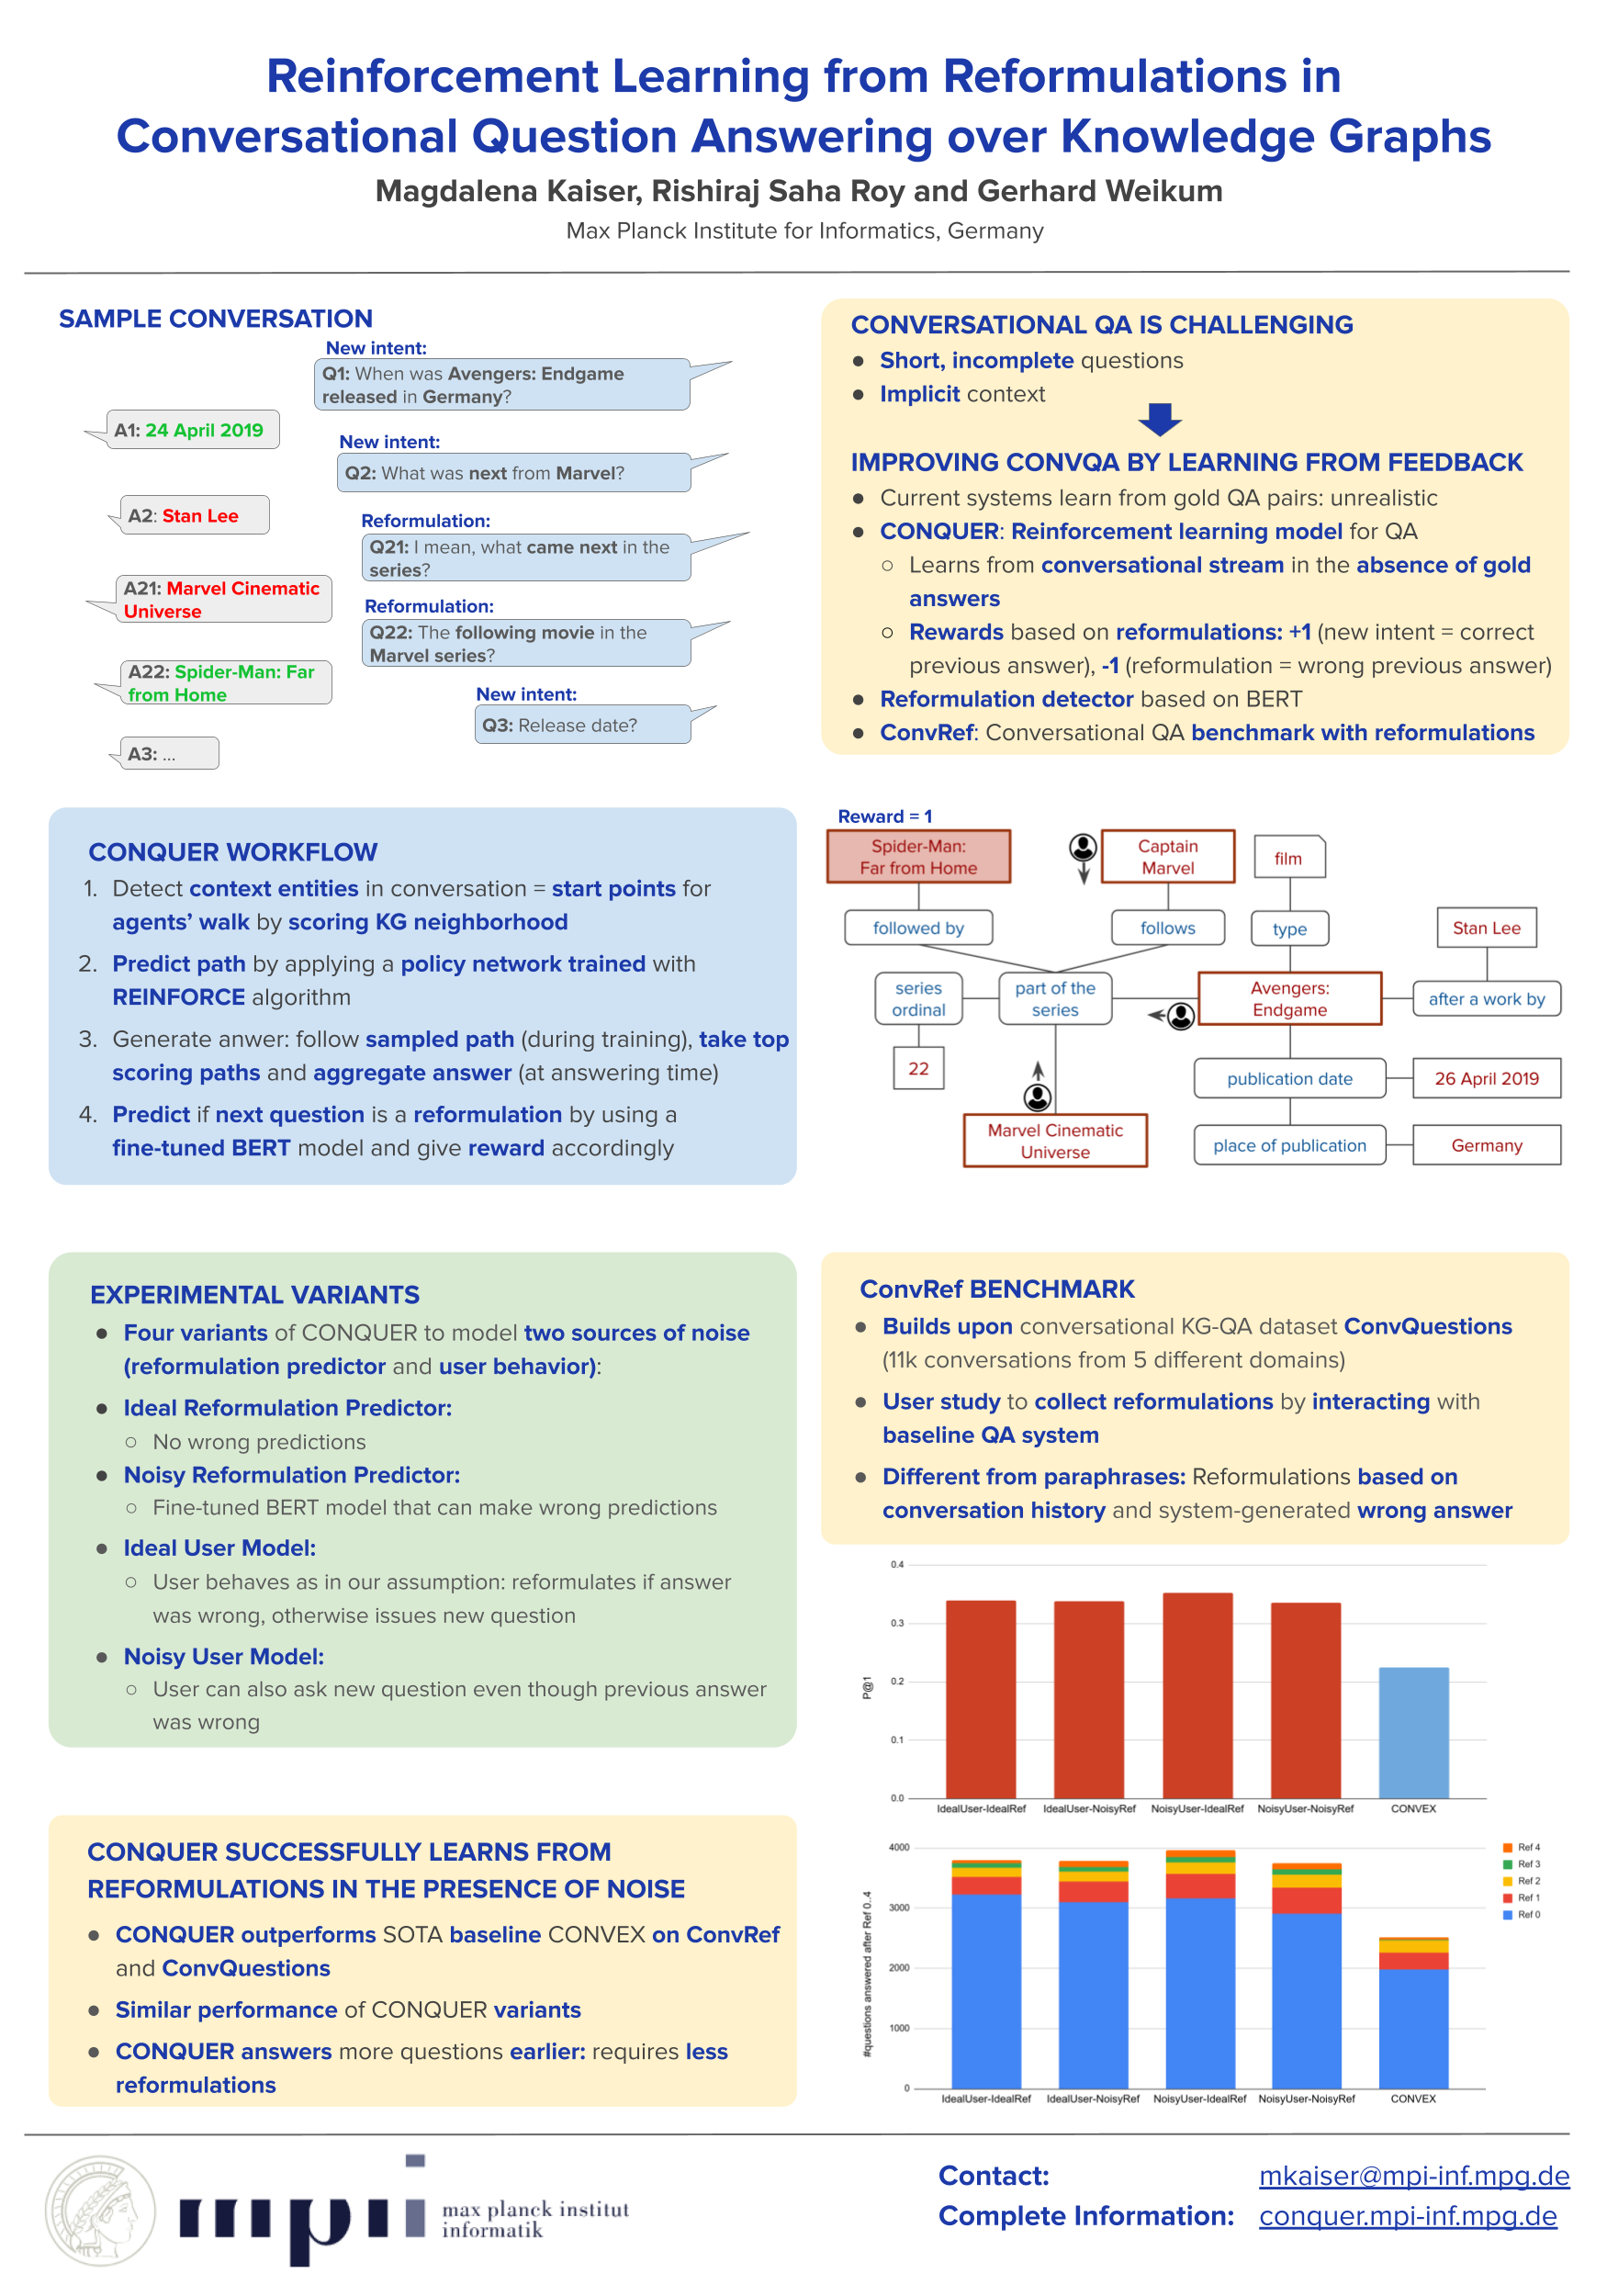 Reinforcement Learning from Reformulations in
Conversational Question Answering over Knowledge Graphs
Magdalena Kaiser, Rishiraj Saha Roy and Gerhard Weikum
Max Planck Institute for Informatics, Germany
SAMPLE CONVERSATION
New intent:
Q1: When was Avengers: Endgame
released in Germany?
A1: 24 April 2019
New intent:
Q2: What was next from Marvel?
A2: Stan Lee
Reformulation:
Q21: I mean, what came next in the
series?
A21: Marvel Cinematic
Universe
Reformulation:
Q22: The following movie in the
Marvel series?
A22: Spider-Man: Far
from Home
New intent:
Q3: Release date?
A3: ...
CONVERSATIONAL QA IS CHALLENGING
● Short, incomplete questions
● Implicit context
IMPROVING CONVQA BY LEARNING FROM FEEDBACK
● Current systems learn from gold QA pairs: unrealistic
● CONQUER: Reinforcement learning model for QA
○ Learns from conversational stream in the absence of gold
answers
○ Rewards based on reformulations: +1 (new intent = correct
previous answer), -1 (reformulation = wrong previous answer)
● Reformulation detector based on BERT
● ConvRef: Conversational QA benchmark with reformulations
CONQUER WORKFLOW
1. Detect context entities in conversation = start points for
agents' walk by scoring KG neighborhood
2. Predict path by applying a policy network trained with
REINFORCE algorithm
3. Generate anwer: follow sampled path (during training), take top
scoring paths and aggregate answer (at answering time)
4. Predict if next question is a reformulation by using a
fine-tuned BERT model and give reward accordingly
Reward = 1
Spider-Man:
Far from Home
Captain
Marvel
film
followed by
follows
type
Stan Lee
series
ordinal
part of the
series
Avengers:
Endgame
after a work by
22
publication date
26 April 2019
Marvel Cinematic
Universe
place of publication
Germany
EXPERIMENTAL VARIANTS
● Four variants of CONQUER to model two sources of noise
(reformulation predictor and user behavior):
● Ideal Reformulation Predictor:
○ No wrong predictions
● Noisy Reformulation Predictor:
○ Fine-tuned BERT model that can make wrong predictions
● Ideal User Model:
○ User behaves as in our assumption: reformulates if answer
was wrong, otherwise issues new question
● Noisy User Model:
○ User can also ask new question even though previous answer
was wrong
ConvRef BENCHMARK
● Builds upon conversational KG-QA dataset ConvQuestions
(11k conversations from 5 different domains)
● User study to collect reformulations by interacting with
baseline QA system
● Different from paraphrases: Reformulations based on
conversation history and system-generated wrong answer
P@1
0.4
0.3
0.2
0.1
0.0
IdealUser-IdealRef IdealUser-NoisyRef NoisyUser-IdealRef NoisyUser-NoisyRef CONVEX
#questions answered after Ref 0..4
4000
3000
2000
1000
0
IdealUser-IdealRef IdealUser-NoisyRef NoisyUser-IdealRef NoisyUser-NoisyRef CONVEX
Ref 4
Ref 3
Ref 2
Ref 1
Ref 0
CONQUER SUCCESSFULLY LEARNS FROM
REFORMULATIONS IN THE PRESENCE OF NOISE
● CONQUER outperforms SOTA baseline CONVEX on ConvRef
and ConvQuestions
● Similar performance of CONQUER variants
● CONQUER answers more questions earlier: requires less
reformulations
mpii
max planck institut
informatik
Contact: mkaiser@mpi-inf.mpg.de
Complete Information: conquer.mpi-inf.mpg.de